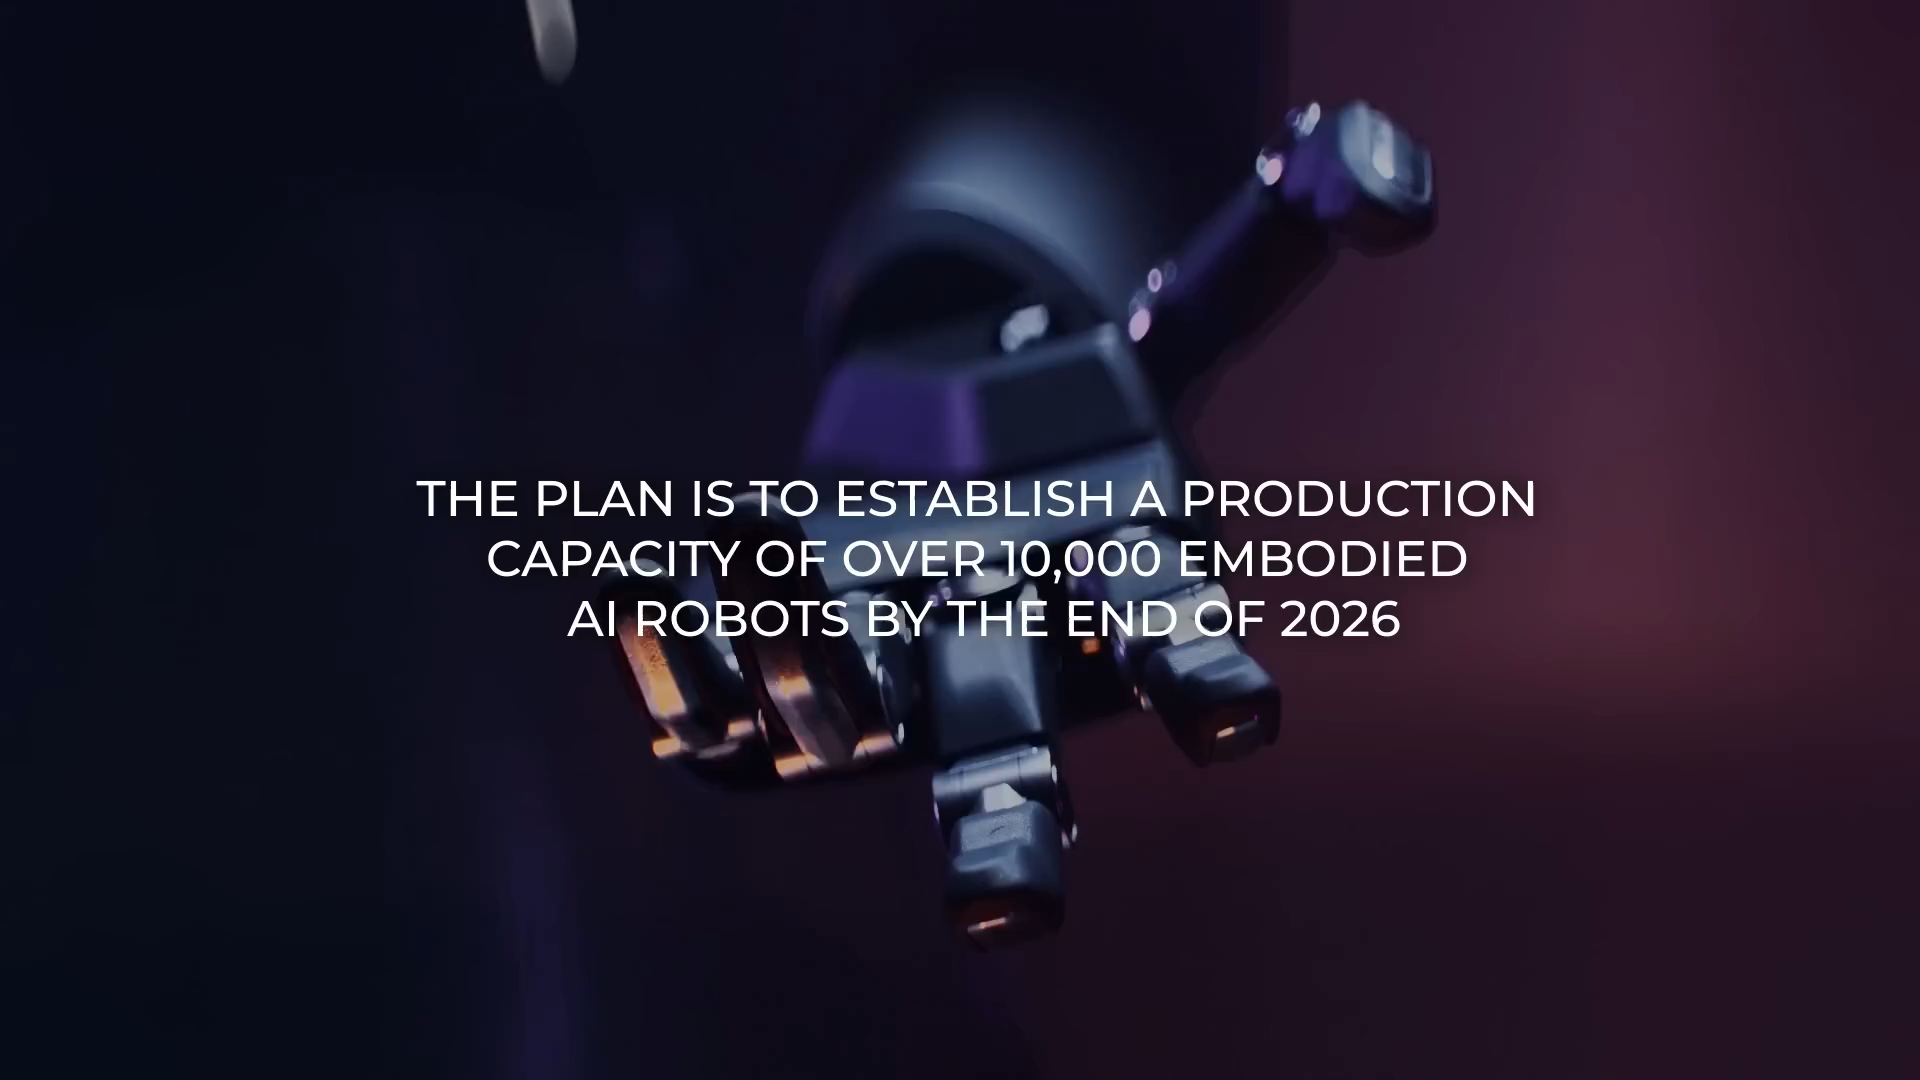 THE PLAN IS TO ESTABLISH A PRODUCTION
CAPACITY OF OVER 10,000 EMBODIED
AI ROBOTS BY THE END OF 2026